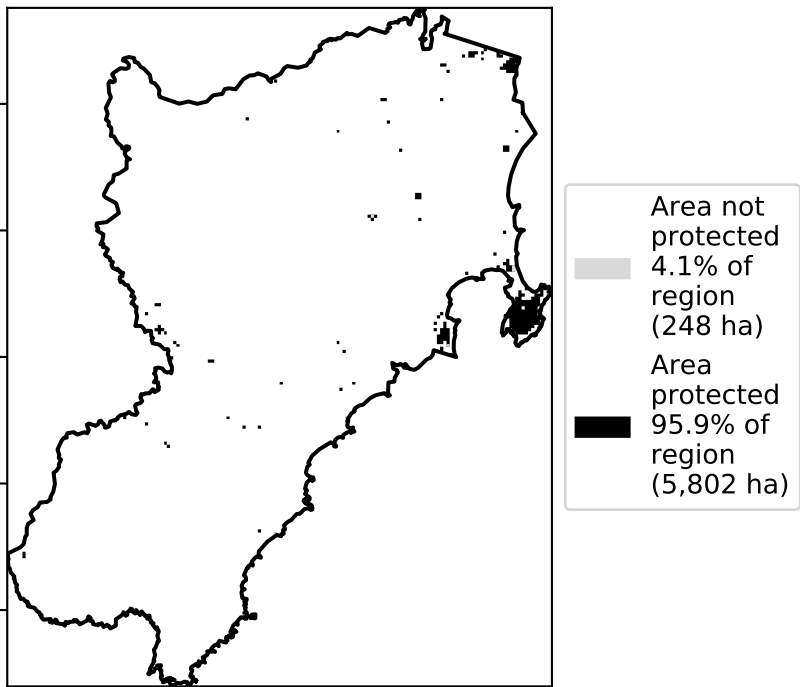 Area not
protected
4.1% of
region
(248 ha)
Area
protected
95.9% of
region
(5,802 ha)